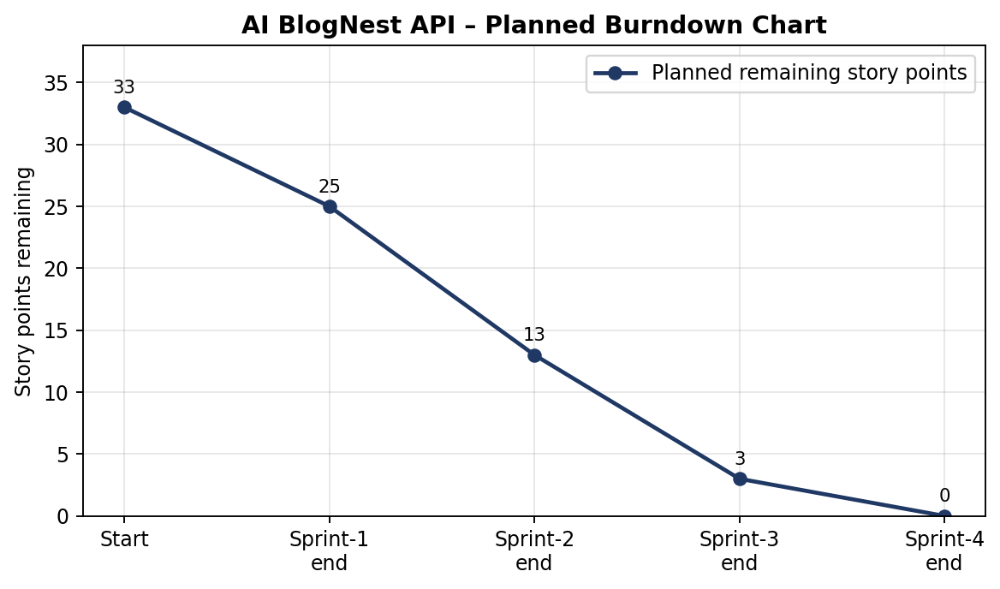 AI BlogNest API – Planned Burndown Chart
Planned remaining story points
Story points remaining
35
30
25
20
15
10
5
0
33
25
13
3
0
Start
Sprint-1
end
Sprint-2
end
Sprint-3
end
Sprint-4
end